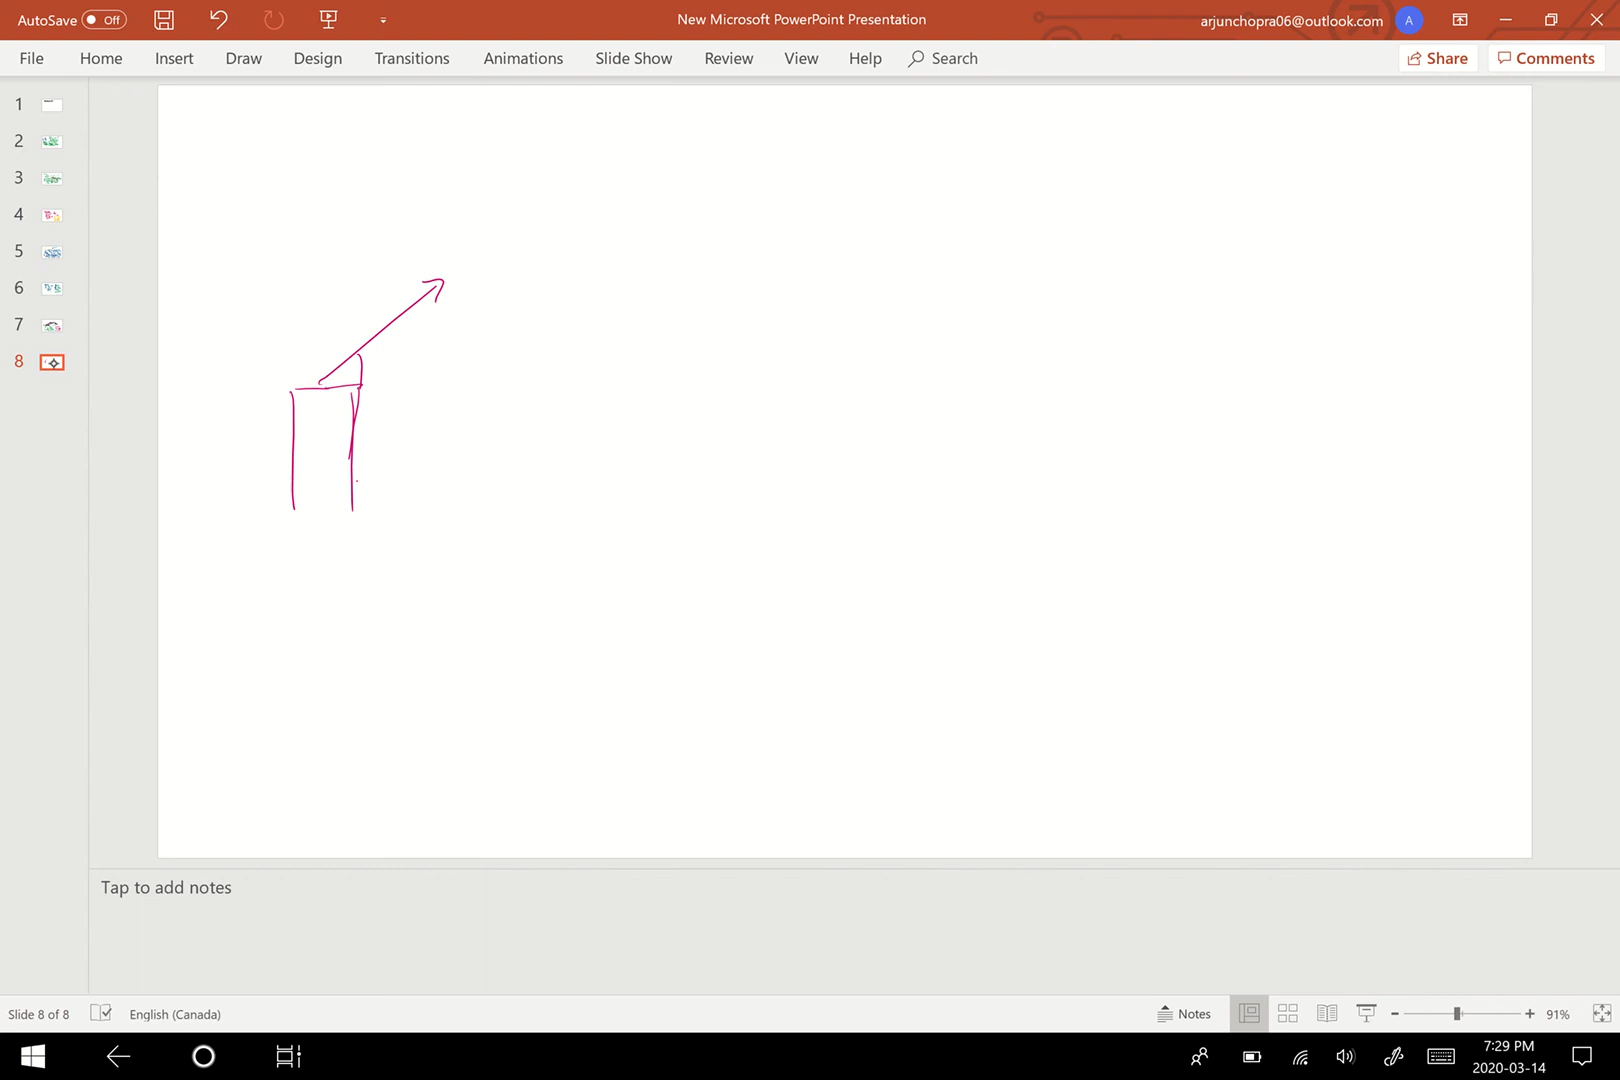 AutoSave Off New Microsoft PowerPoint Presentation arjunchopra06@outlook.com A
File Home Insert Draw Design Transitions Animations Slide Show Review View Help Search Share Comments
1
2
3
4
5
6
7
8
Tap to add notes
Slide 8 of 8 English (Canada) Notes 91%
7:29 PM
2020-03-14